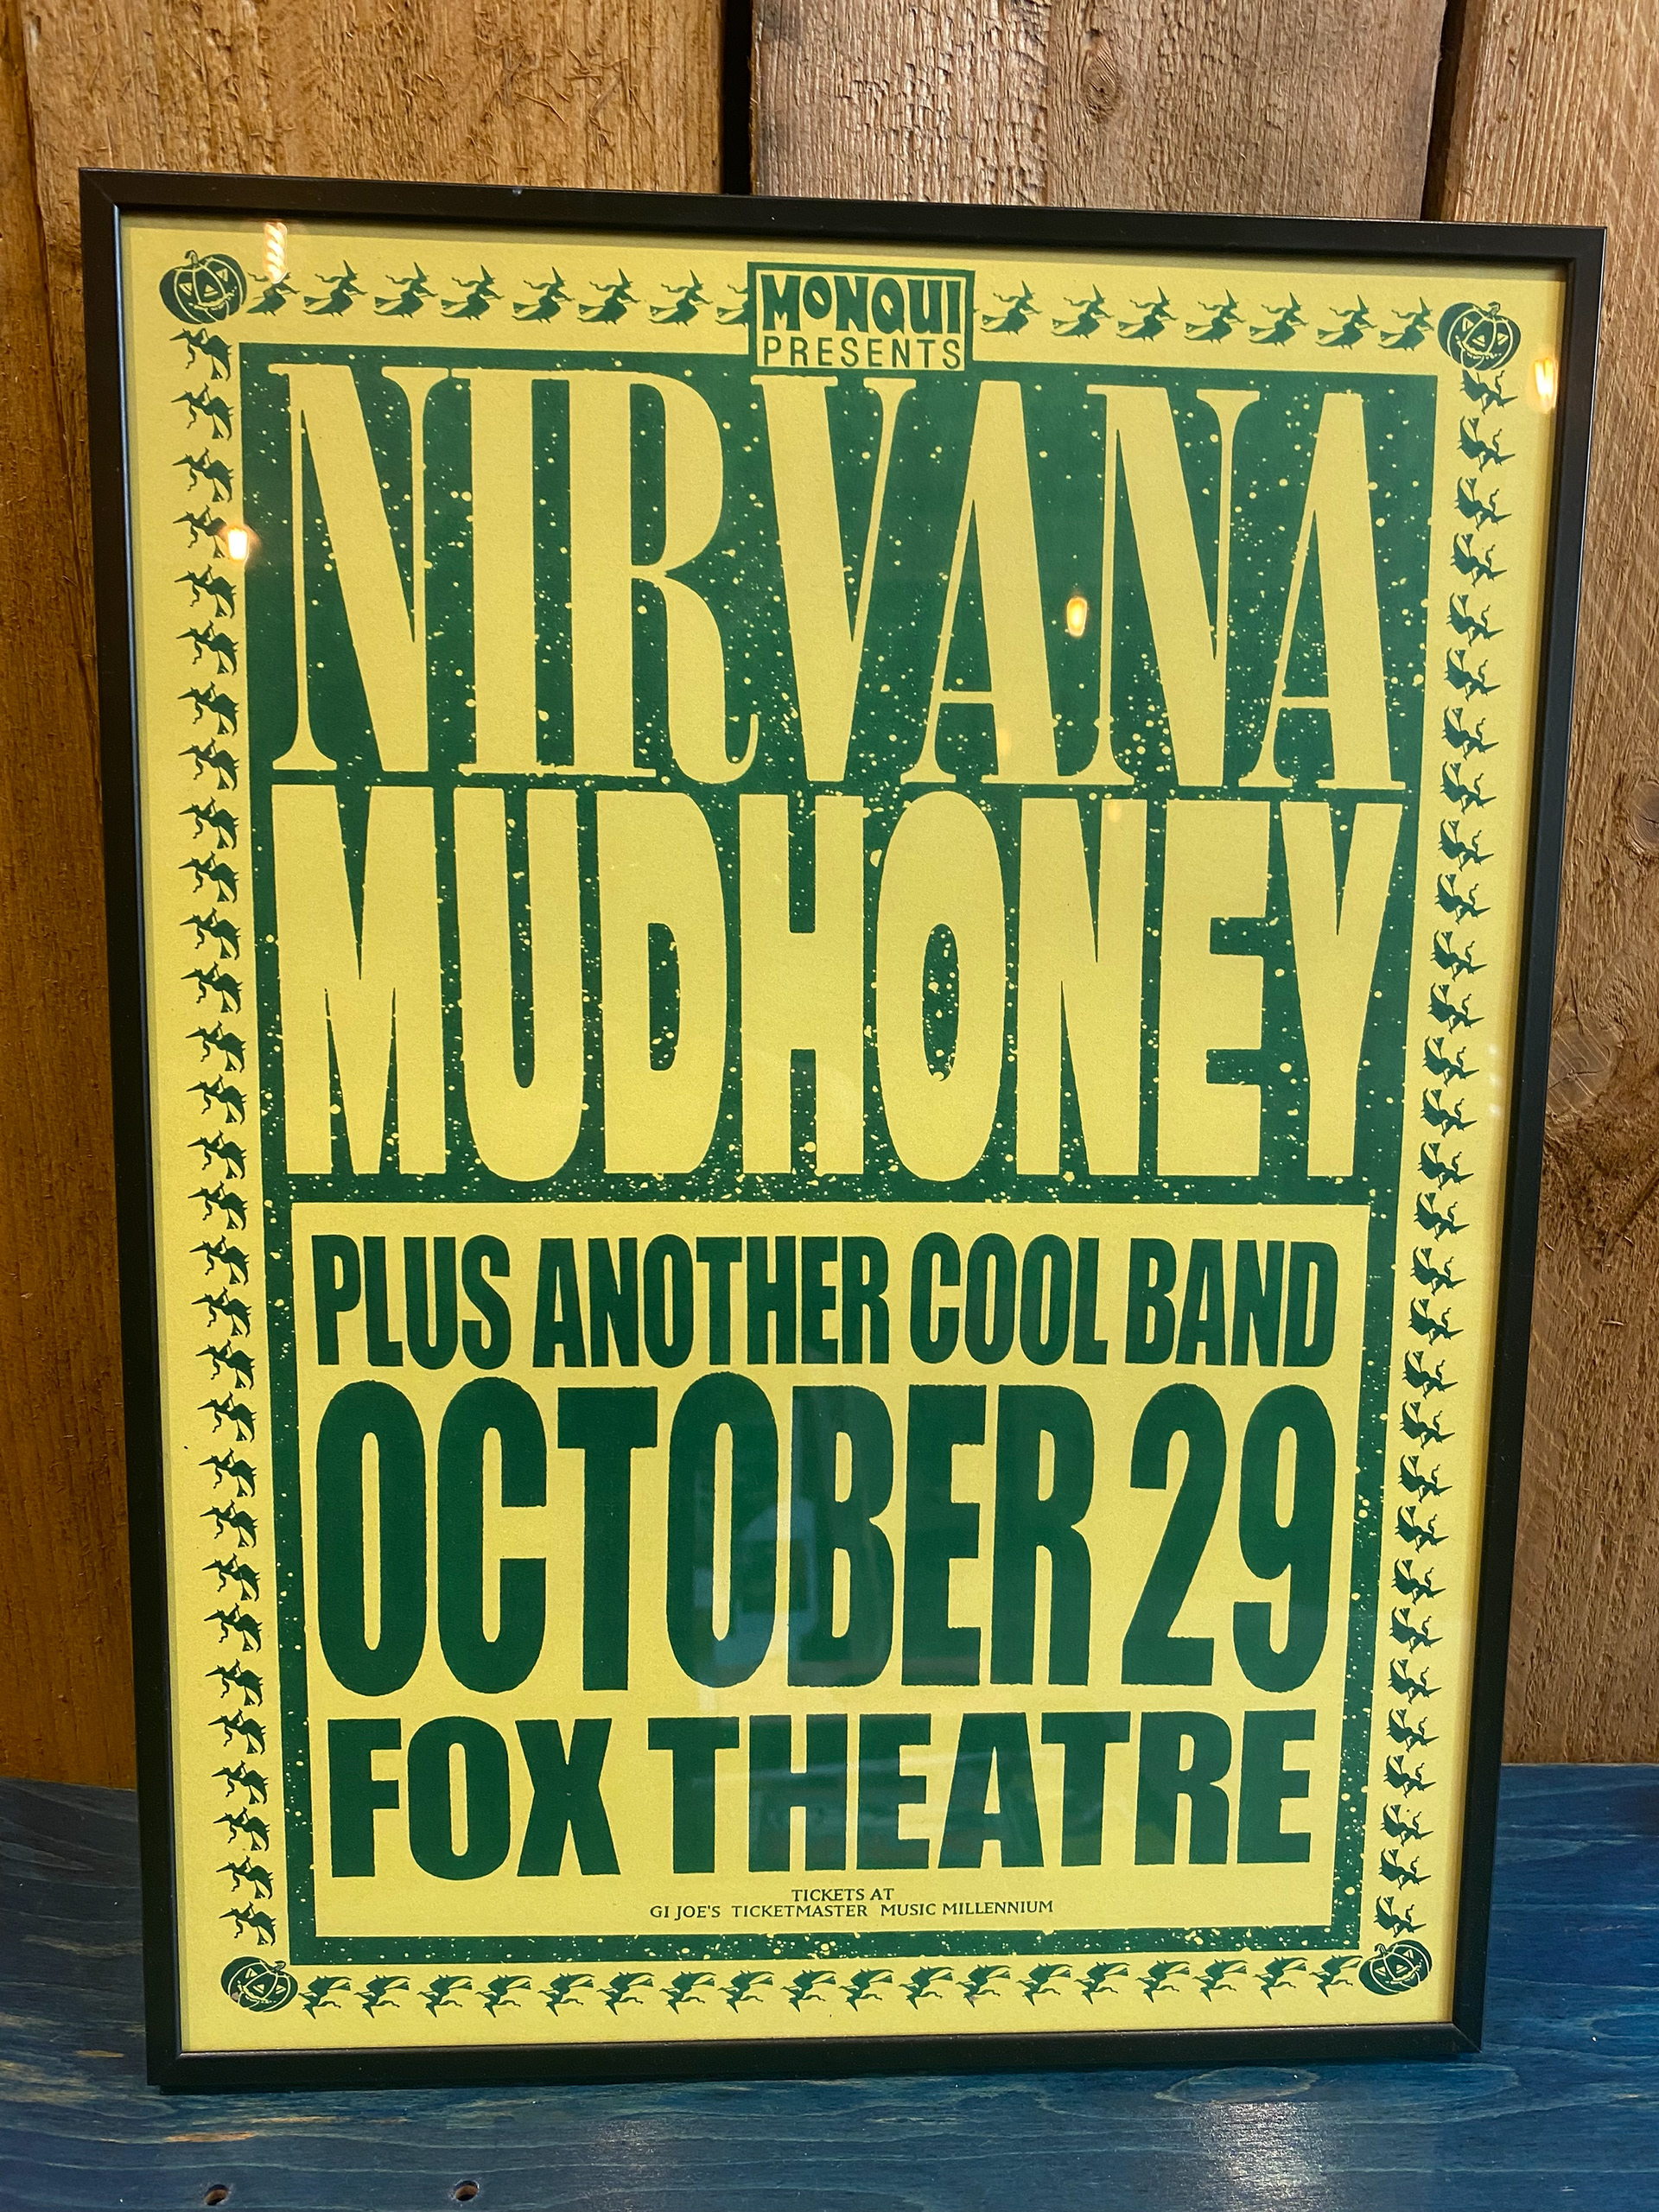 MONQUI
PRESENTS
NIRVANA
MUDHONEY
PLUS ANOTHER COOL BAND
OCTOBER 29
FOX THEATRE
TICKETS AT
GI JOE'S TICKETMASTER MUSIC MILLENNIUM